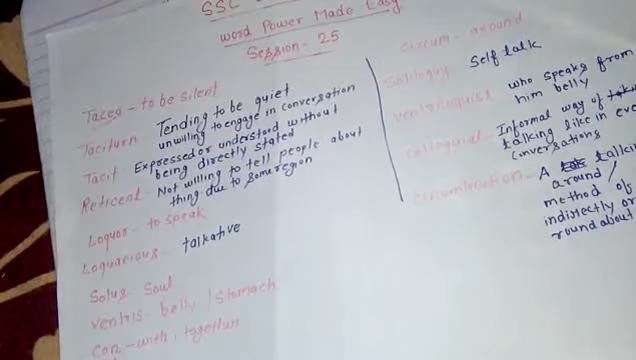 SSC
word Power Made Easy
Session - 25
Taceo - to be silent
Taciturn Tending to be quiet
unwilling to engage in conversation
Tacit Expressed or understood without
being directly stated
Reticent - Not willing to tell people about
thing due to some region
Loquor - to speak
Loquacious - talkative
Solus - Soul
Ventris - belly / Stomach
Con - with, together
Circum - around
Soliloquy Self talk
Ventriloquist who speaks from
him belly
Colloquial - Informal way of
talking like in eve
conversations
Circumlocution - A talkin
around /
method of
indirectly or
roundabout